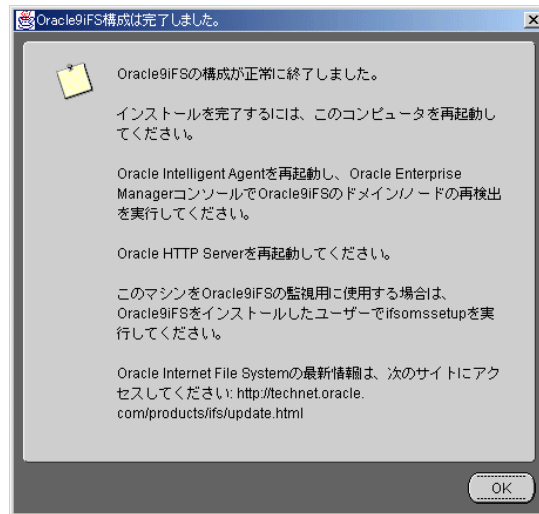 Oracle9iFS構成は完了しました。
Oracle9iFSの構成が正常に終了しました。
インストールを完了するには、このコンピュータを再起動し
てください。
Oracle Intelligent Agentを再起動し、Oracle Enterprise
ManagerコンソールでOracle9iFSのドメイン/ノードの再検出
を実行してください。
Oracle HTTP Serverを再起動してください。
このマシンをOracle9iFSの監視用に使用する場合は、
Oracle9iFSをインストールしたユーザーでifsomssetupを実
行してください。
Oracle Internet File Systemの最新情報は、次のサイトにアク
セスしてください: http://technet.oracle.
com/products/ifs/update.html
OK